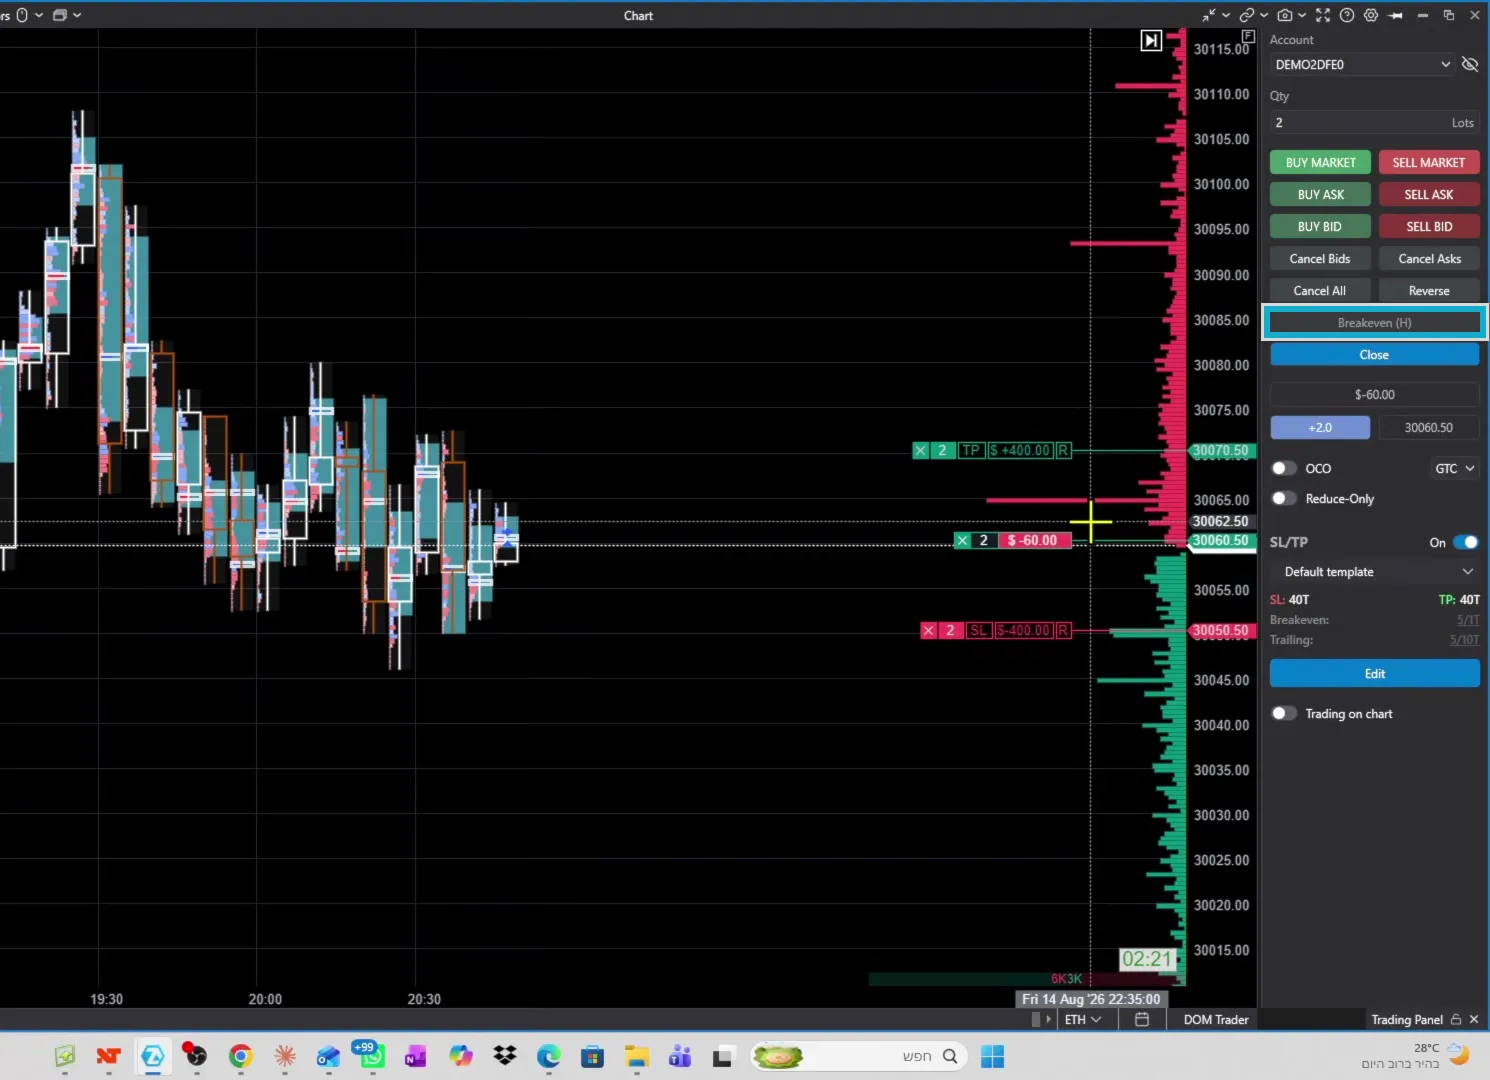 rs
Chart
F
30115.00
30110.00
30105.00
30100.00
30095.00
30090.00
30085.00
30080.00
30075.00
30070.50
30065.00
30062.50
30060.50
30055.00
30050.50
30045.00
30040.00
30035.00
30030.00
30025.00
30020.00
30015.00
2 TP $ +400.00 R
2 $ -60.00
2 SL $-400.00 R
02:21
6K3K
19:30
20:00
20:30
Fri 14 Aug '26 22:35:00
ETH
DOM Trader
Trading Panel
Account
DEMO2DFE0
Qty
2 Lots
BUY MARKET SELL MARKET
BUY ASK SELL ASK
BUY BID SELL BID
Cancel Bids Cancel Asks
Cancel All Reverse
Breakeven (H)
Close
$-60.00
+2.0 30060.50
OCO GTC
Reduce-Only
SL/TP On
Default template
SL: 40T TP: 40T
Breakeven: 5/1T
Trailing: 5/10T
Edit
Trading on chart
+99
חפש
28°C
בהיר ברוב היום